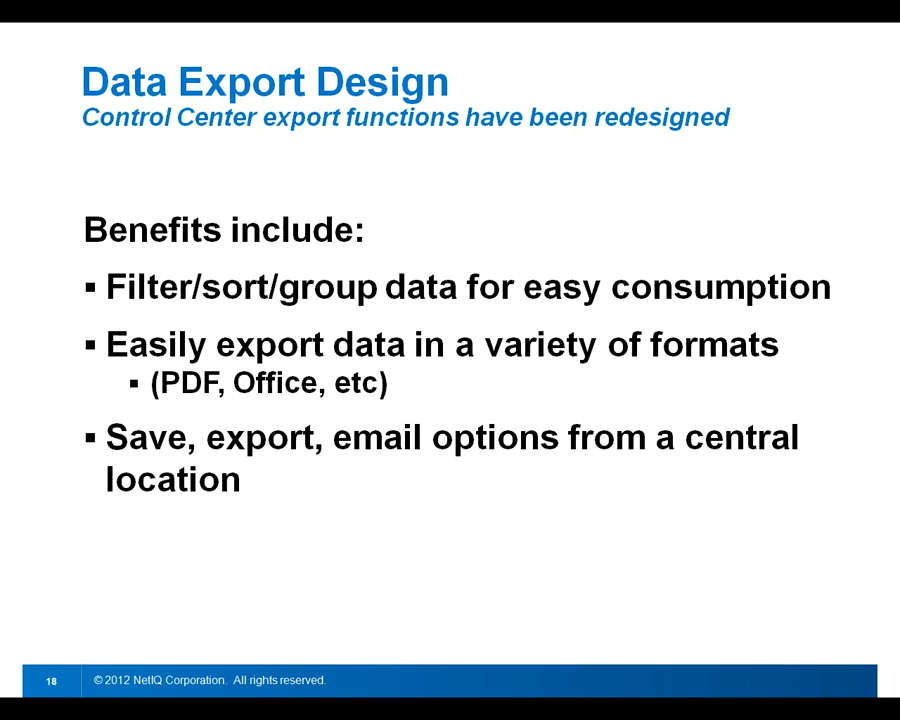 Data Export Design
Control Center export functions have been redesigned
Benefits include:
▪ Filter/sort/group data for easy consumption
▪ Easily export data in a variety of formats
▪ (PDF, Office, etc)
▪ Save, export, email options from a central
location
18
© 2012 NetIQ Corporation. All rights reserved.